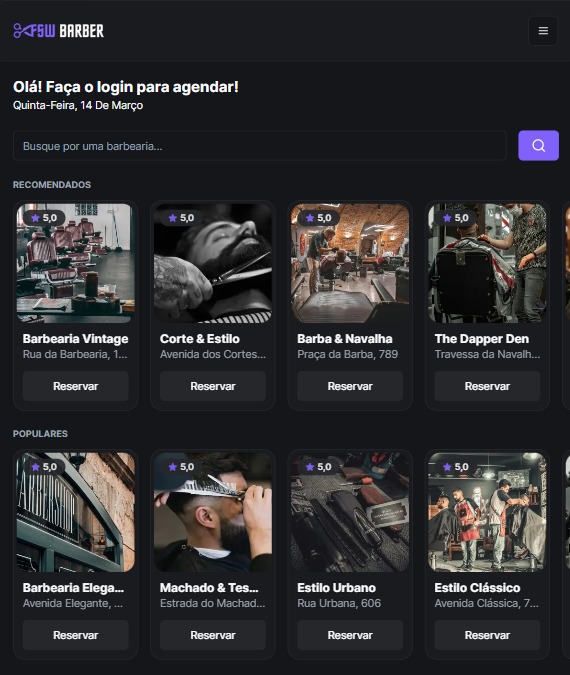 FSW BARBER
Olá! Faça o login para agendar!
Quinta-Feira, 14 De Março
Busque por uma barbearia...
RECOMENDADOS
5,0
5,0
5,0
5,0
Barbearia Vintage
Corte & Estilo
Barba & Navalha
The Dapper Den
Rua da Barbearia, 1...
Avenida dos Cortes...
Praça da Barba, 789
Travessa da Navalh...
Reservar
Reservar
Reservar
Reservar
POPULARES
5,0
5,0
5,0
5,0
Barbearia Elega...
Machado & Tes...
Estilo Urbano
Estilo Clássico
Avenida Elegante, ...
Estrada do Machad...
Rua Urbana, 606
Avenida Clássica, 7...
Reservar
Reservar
Reservar
Reservar